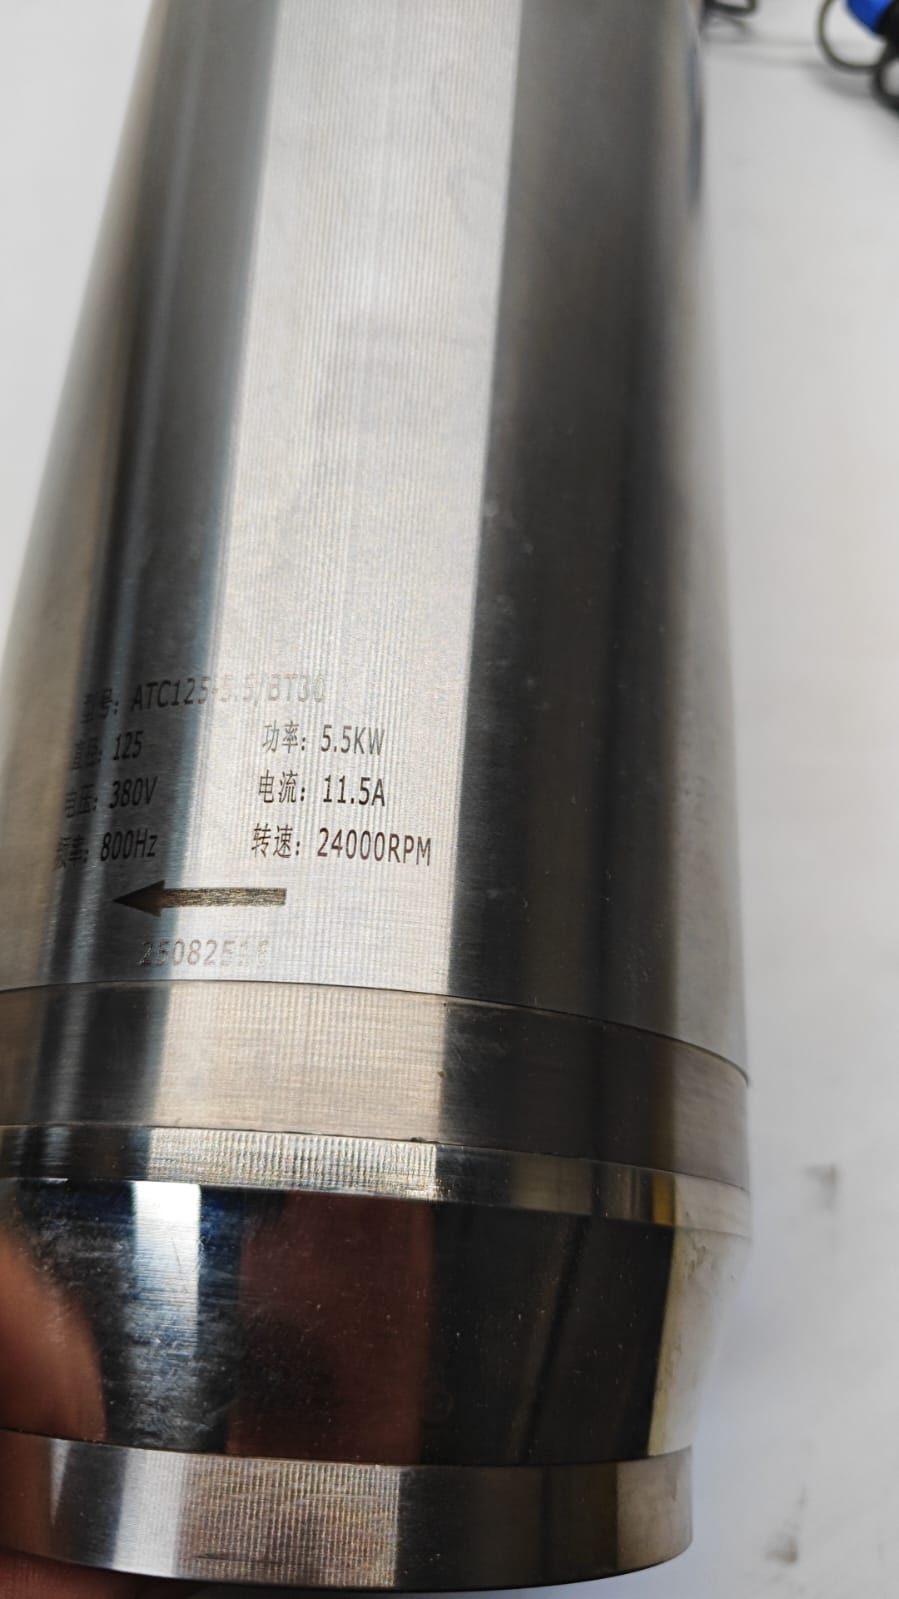 型号: ATC125-5.5/BT30
直径: 125 功率: 5.5KW
电压: 380V 电流: 11.5A
频率: 800Hz 转速: 24000RPM